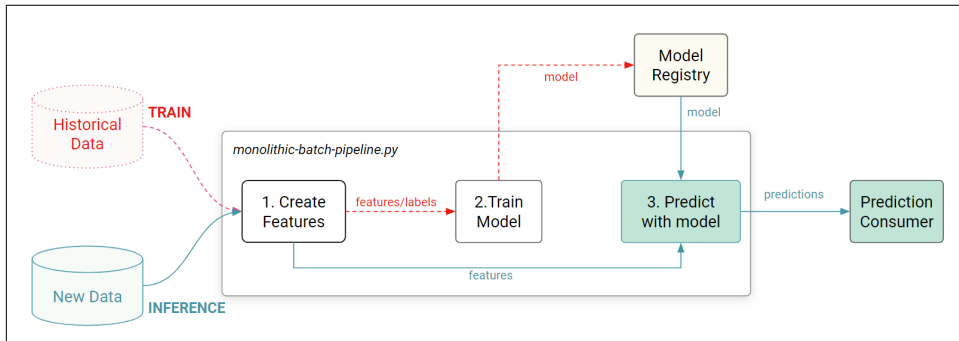 Model
Registry
model
TRAIN
Historical
Data
model
monolithic-batch-pipeline.py
1. Create
Features
features/labels
2.Train
Model
3. Predict
with model
predictions
Prediction
Consumer
features
New Data
INFERENCE